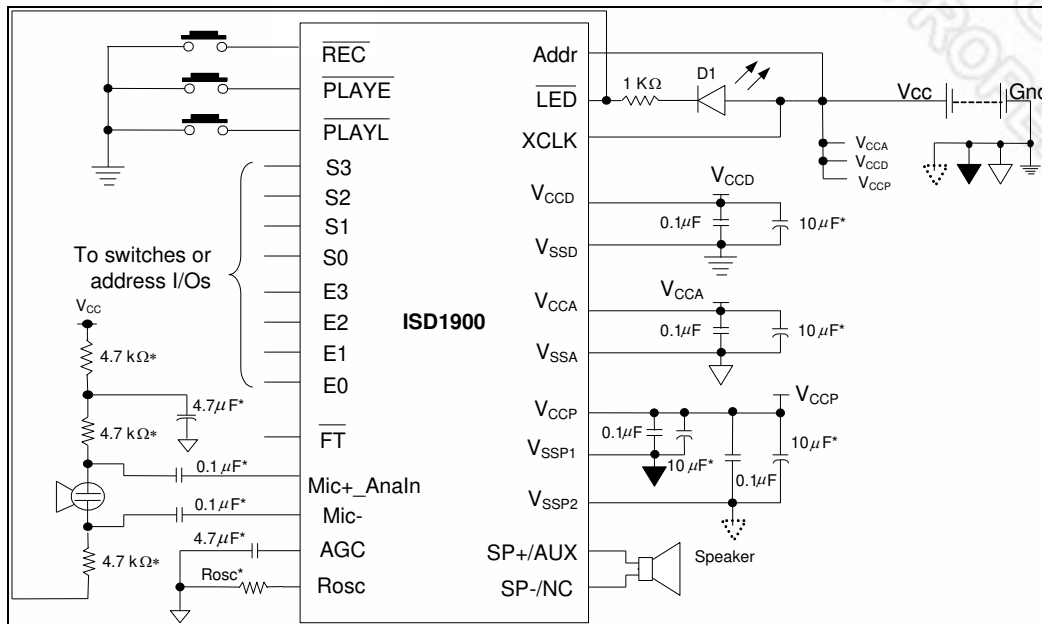 REC
PLAYE
PLAYL
S3
S2
S1
S0
E3
E2
E1
E0
To switches or
address I/Os
FT
Mic+_AnaIn
Mic-
AGC
Rosc
ISD1900
Addr
LED
XCLK
VCCD
VSSD
VCCA
VSSA
VCCP
VSSP1
VSSP2
SP+/AUX
SP-/NC
VCC
4.7 kΩ*
4.7μF*
4.7 kΩ*
0.1μF*
0.1μF*
4.7 kΩ*
4.7μF*
Rosc*
1 KΩ
D1
Vcc
Gnd
VCCA
VCCD
VCCP
VCCD
0.1μF
10μF*
VCCA
0.1μF
10μF*
VCCP
0.1μF
10μF*
0.1μF
10μF*
Speaker